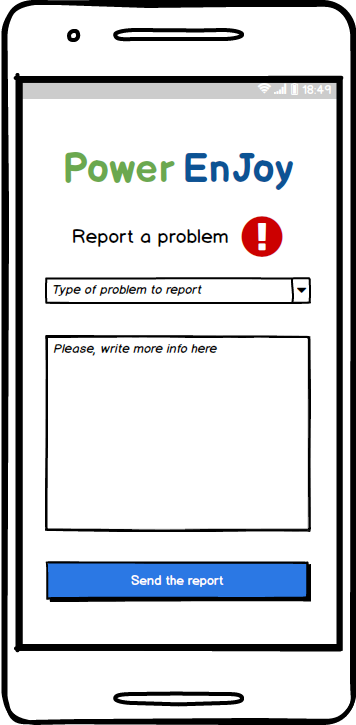 18:49
Power EnJoy
Report a problem
Type of problem to report
Please, write more info here
Send the report